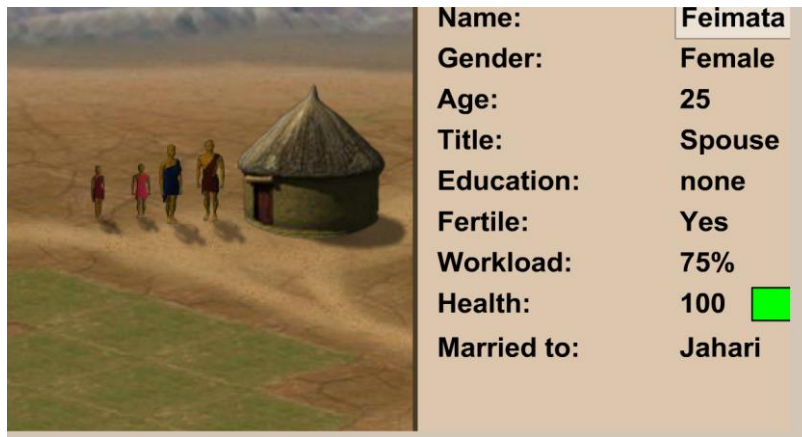 Name: Feimata
Gender: Female
Age: 25
Title: Spouse
Education: none
Fertile: Yes
Workload: 75%
Health: 100
Married to: Jahari